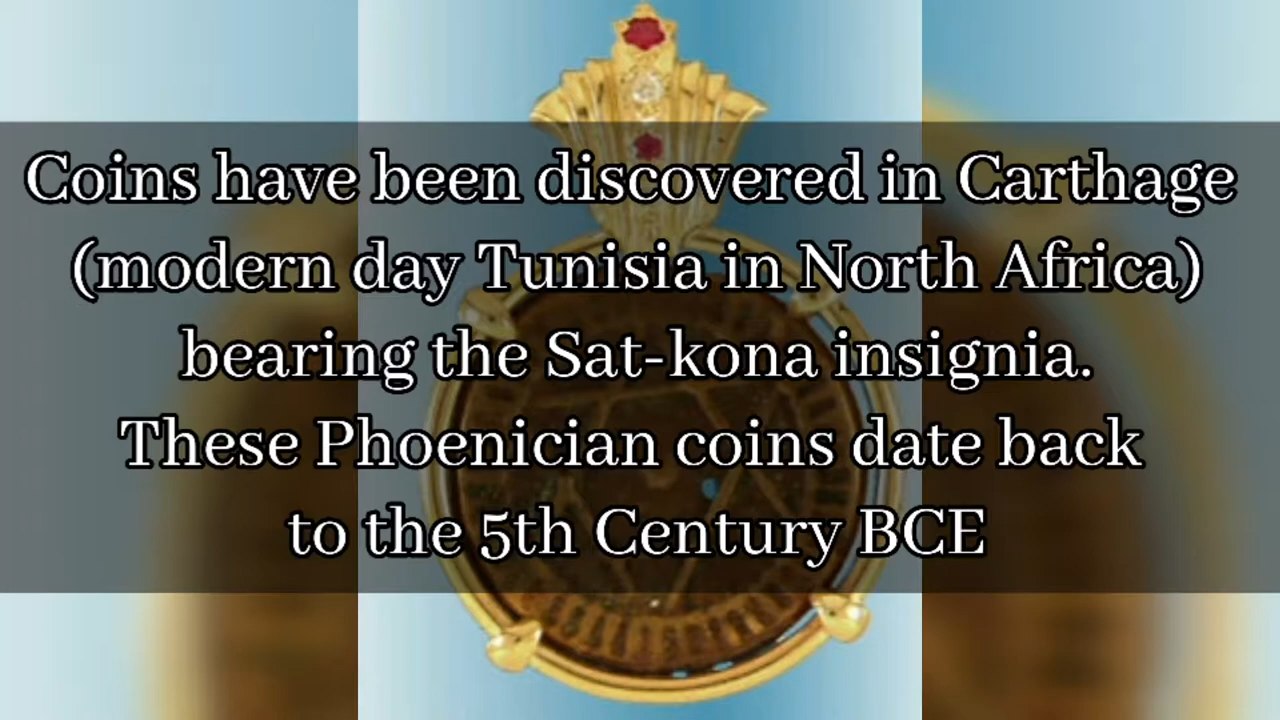 Coins have been discovered in Carthage
(modern day Tunisia in North Africa)
bearing the Sat-kona insignia.
These Phoenician coins date back
to the 5th Century BCE